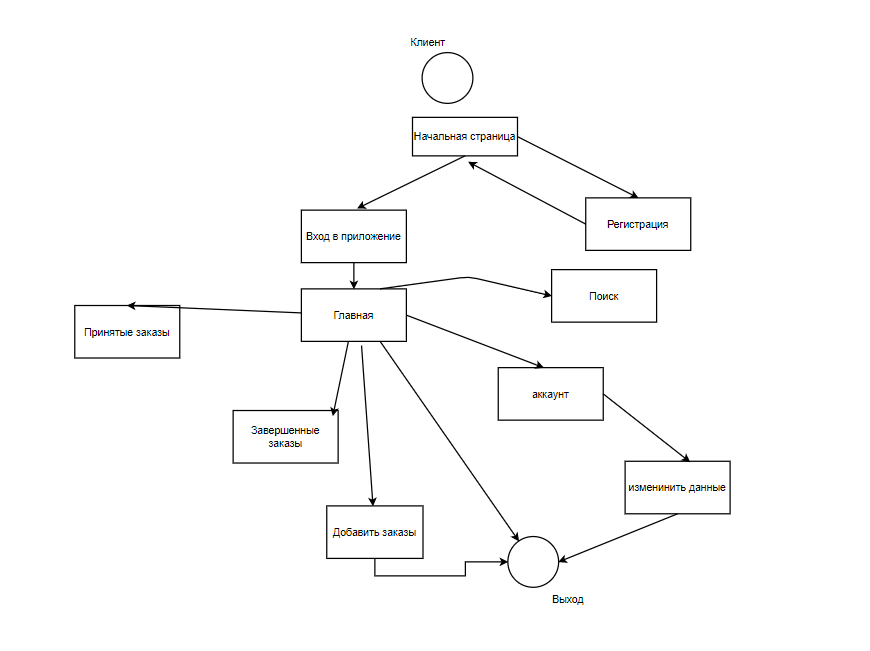 Клиент
Начальная страница
Регистрация
Вход в приложение
Поиск
Главная
Принятые заказы
аккаунт
Завершенные
заказы
изменинить данные
Добавить заказы
Выход